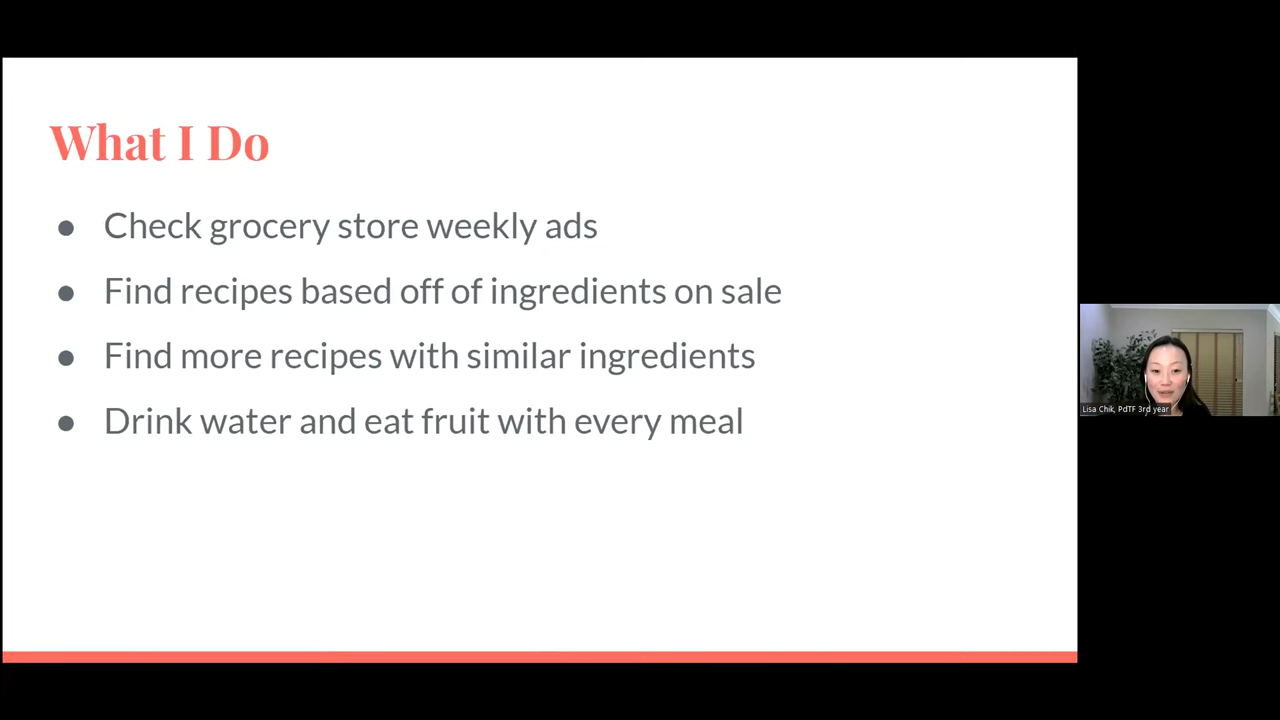 What I Do
● Check grocery store weekly ads
● Find recipes based off of ingredients on sale
● Find more recipes with similar ingredients
● Drink water and eat fruit with every meal
Lisa Chik, PdTF 3rd year